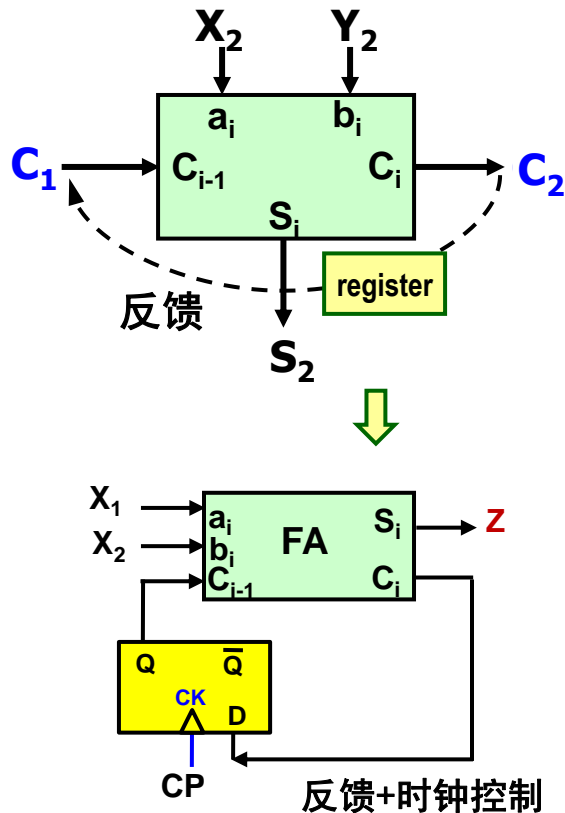 X₂ Y₂
aᵢ bᵢ
C₁ Cᵢ₋₁ Cᵢ C₂
Sᵢ
register
反馈
S₂
X₁ aᵢ Sᵢ Z
X₂ bᵢ FA
Cᵢ₋₁ Cᵢ
Q Q̅
CK
D
CP
反馈+时钟控制